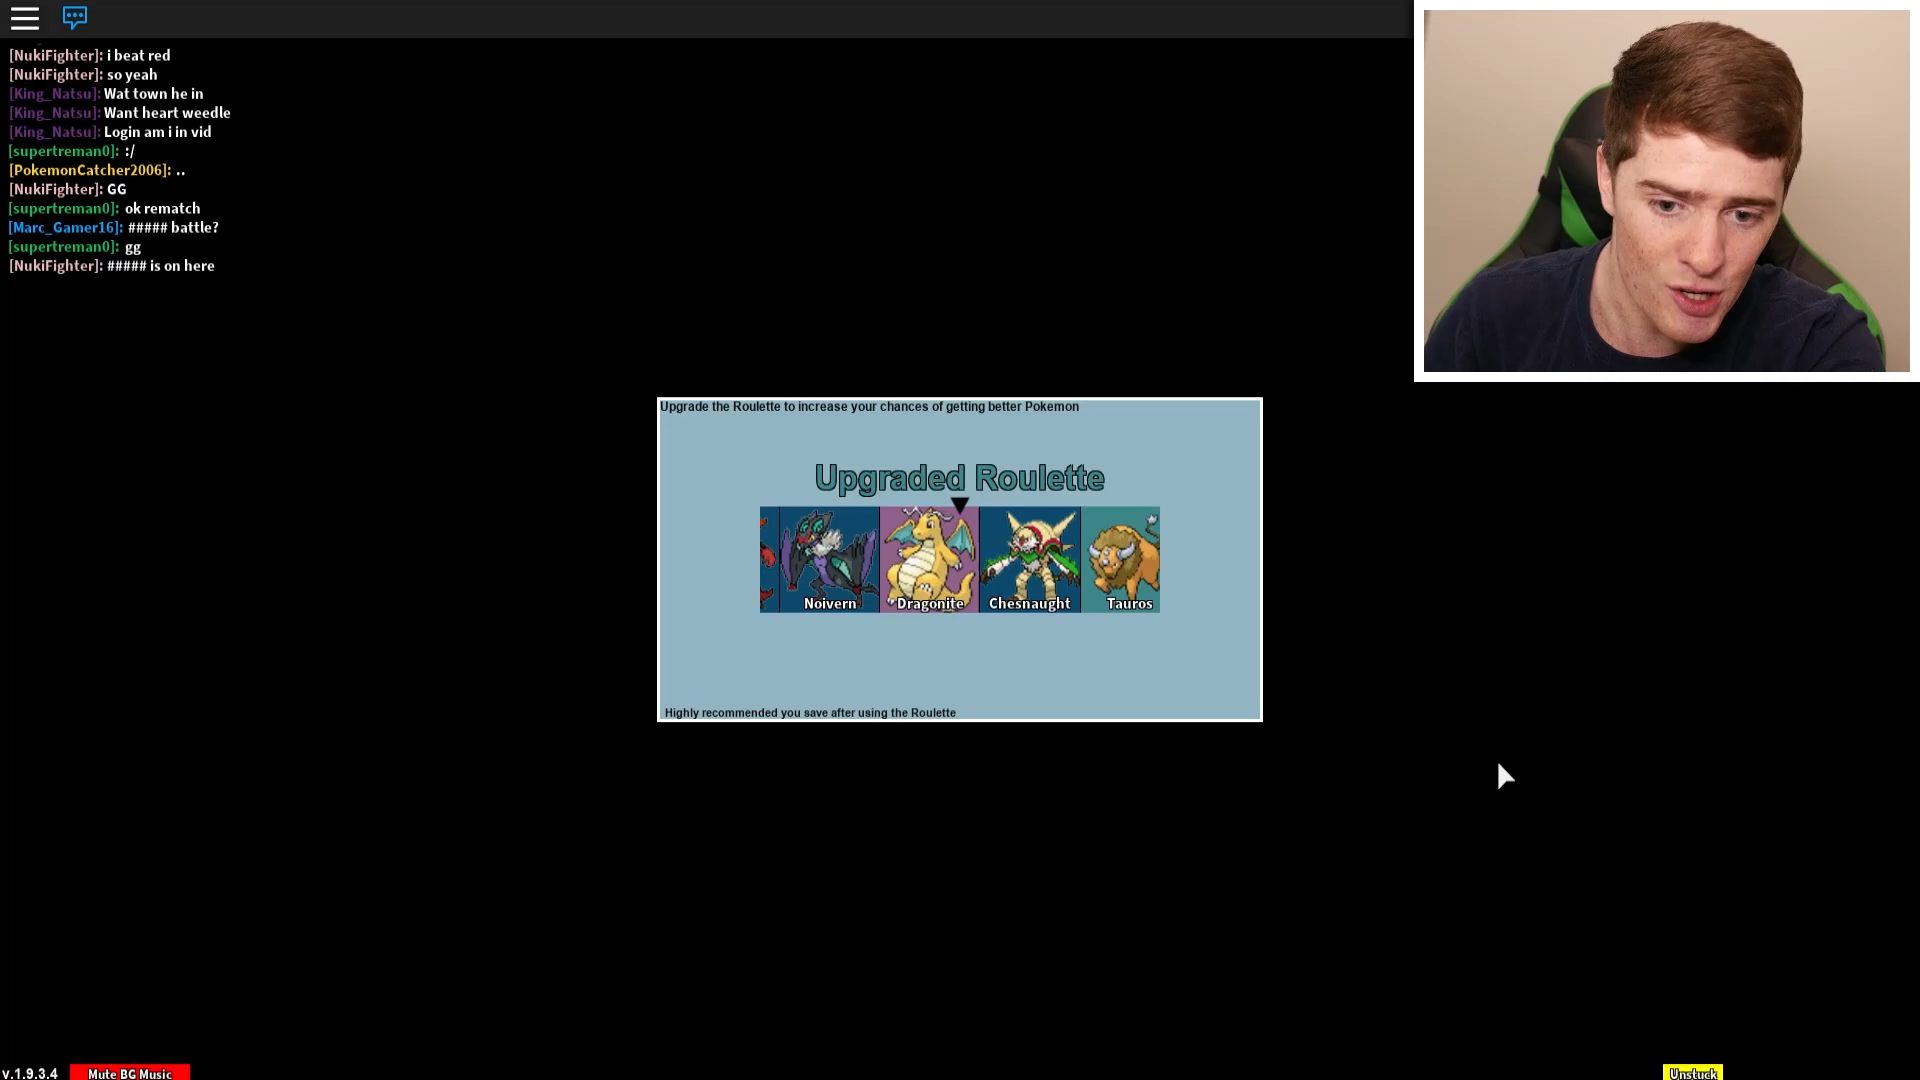 [NukiFighter]: i beat red
[NukiFighter]: so yeah
[King_Natsu]: Wat town he in
[King_Natsu]: Want heart weedle
[King_Natsu]: Login am i in vid
[supertreman0]: :/
[PokemonCatcher2006]: ..
[NukiFighter]: GG
[supertreman0]: ok rematch
[Marc_Gamer16]: ##### battle?
[supertreman0]: gg
[NukiFighter]: ##### is on here
Upgrade the Roulette to increase your chances of getting better Pokemon
Upgraded Roulette
Noivern Dragonite Chesnaught Tauros
Highly recommended you save after using the Roulette
v.1.9.3.4 Mute BG Music Unstuck